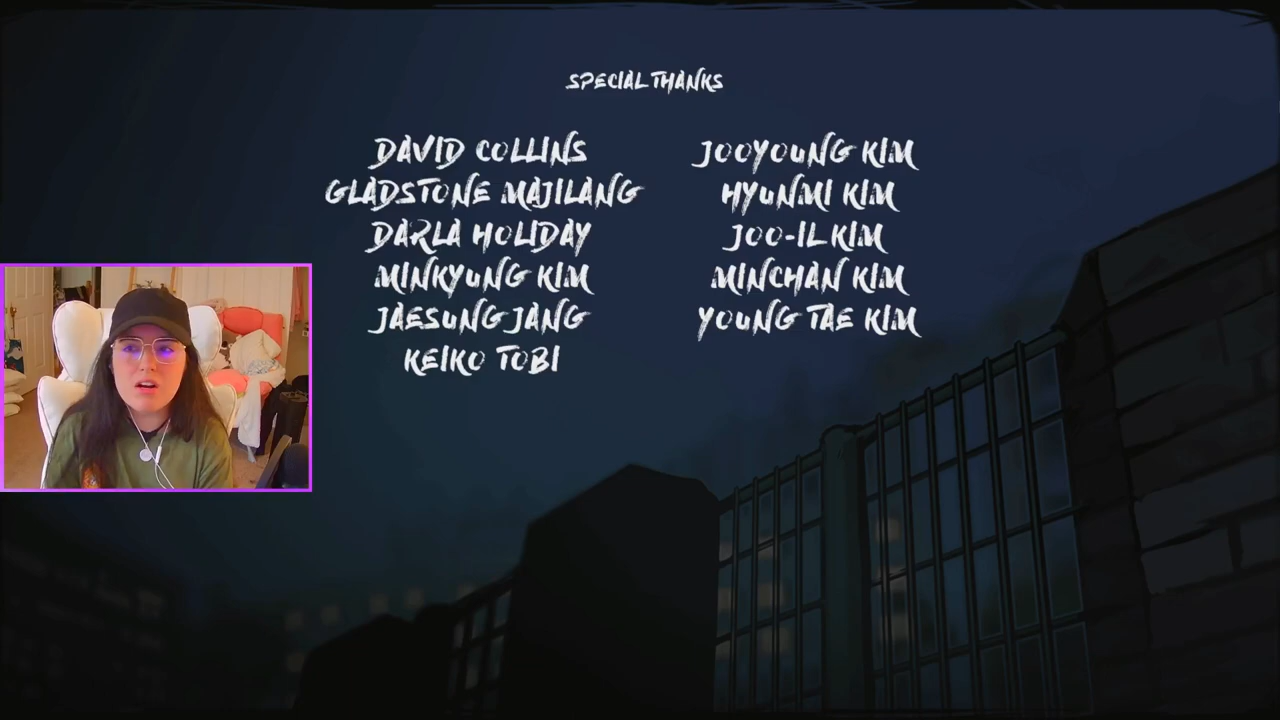 SPECIAL THANKS
DAVID COLLINS
GLADSTONE MAJILANG
DARLA HOLIDAY
MINKYUNG KIM
JAESUNG JANG
KEIKO TOBI
JOOYOUNG KIM
HYUNMI KIM
JOO-IL KIM
MINCHAN KIM
YOUNG TAE KIM